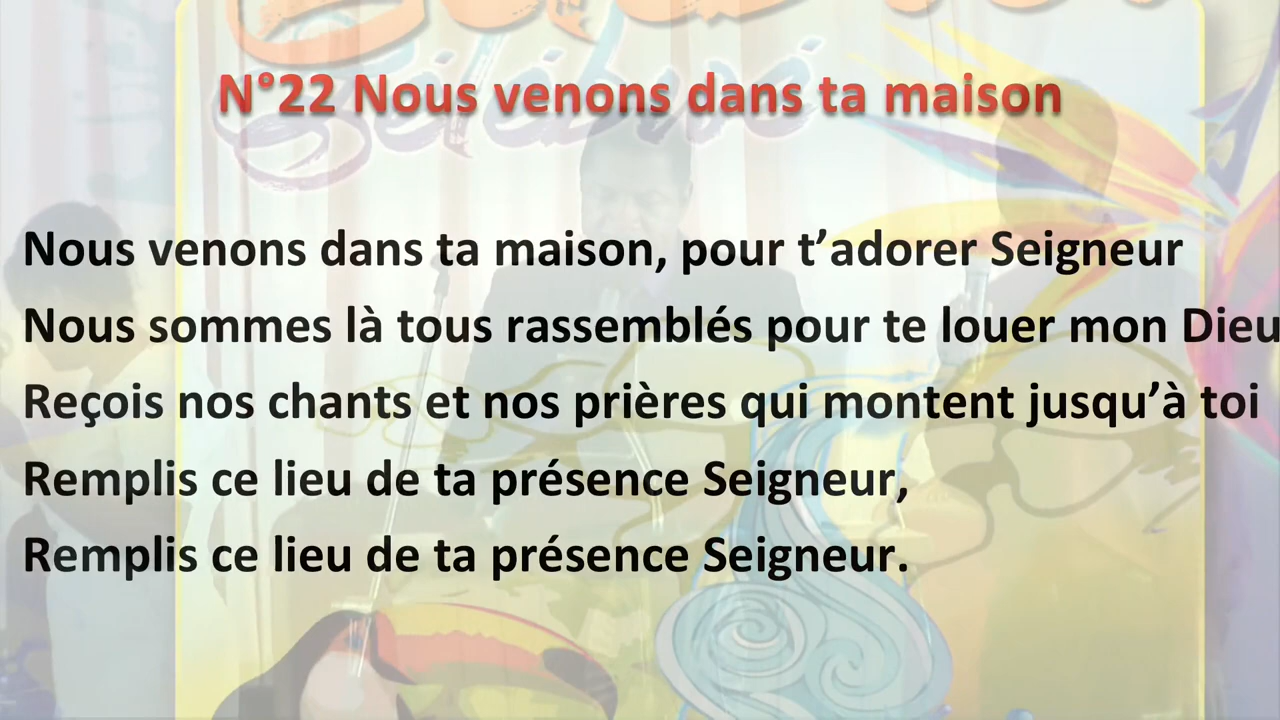 N°22 Nous venons dans ta maison
Nous venons dans ta maison, pour t’adorer Seigneur
Nous sommes là tous rassemblés pour te louer mon Dieu
Reçois nos chants et nos prières qui montent jusqu’à toi
Remplis ce lieu de ta présence Seigneur,
Remplis ce lieu de ta présence Seigneur.